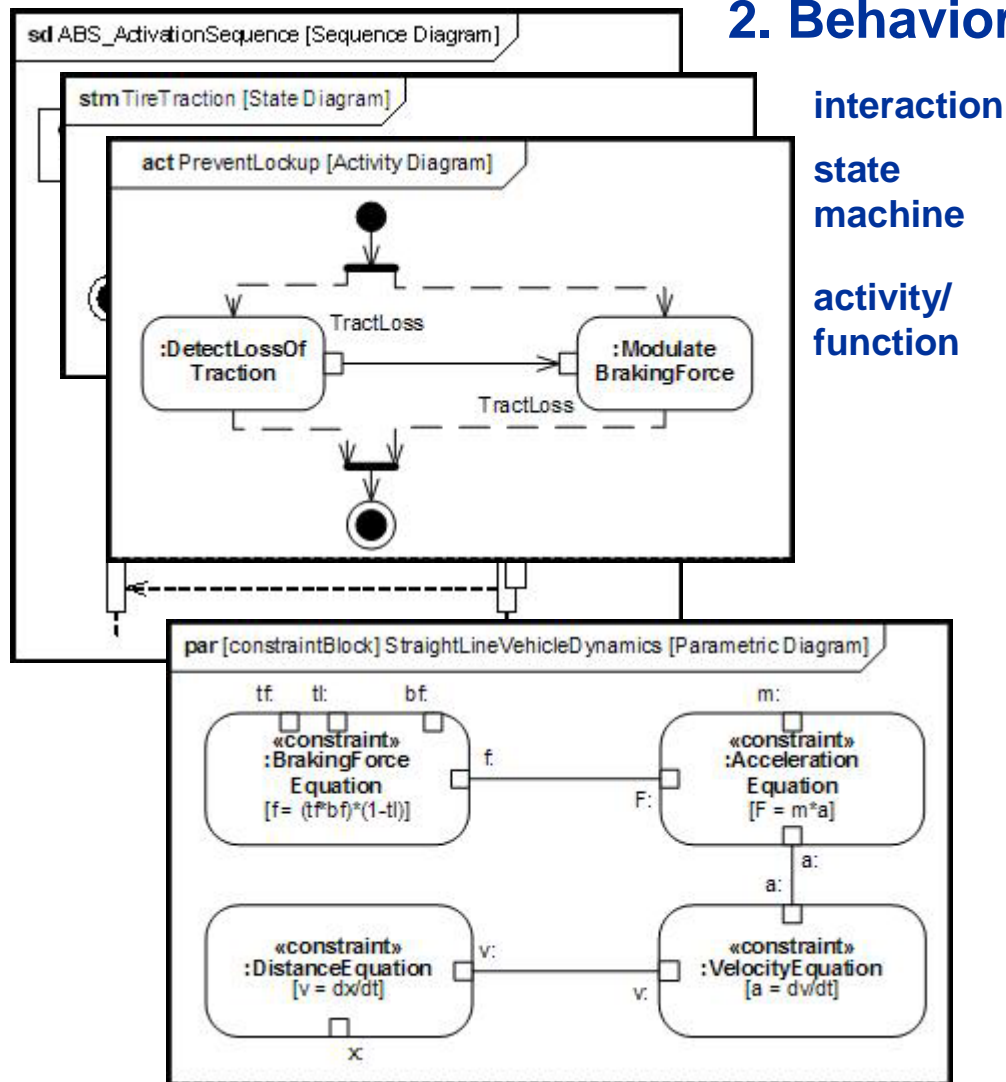 2. Behavior
sd ABS_ActivationSequence [Sequence Diagram]
interaction
stm TireTraction [State Diagram]
state
machine
act PreventLockup [Activity Diagram]
activity/
function
TractLoss
:DetectLossOf
Traction
:Modulate
BrakingForce
TractLoss
par [constraintBlock] StraightLineVehicleDynamics [Parametric Diagram]
tf:
tl:
bf:
m:
«constraint»
:BrakingForce
Equation
[f= (tf*bf)*(1-tl)]
f:
F:
«constraint»
:Acceleration
Equation
[F = m*a]
a:
a:
«constraint»
:DistanceEquation
[v = dx/dt]
v:
v:
«constraint»
:VelocityEquation
[a = dv/dt]
x: